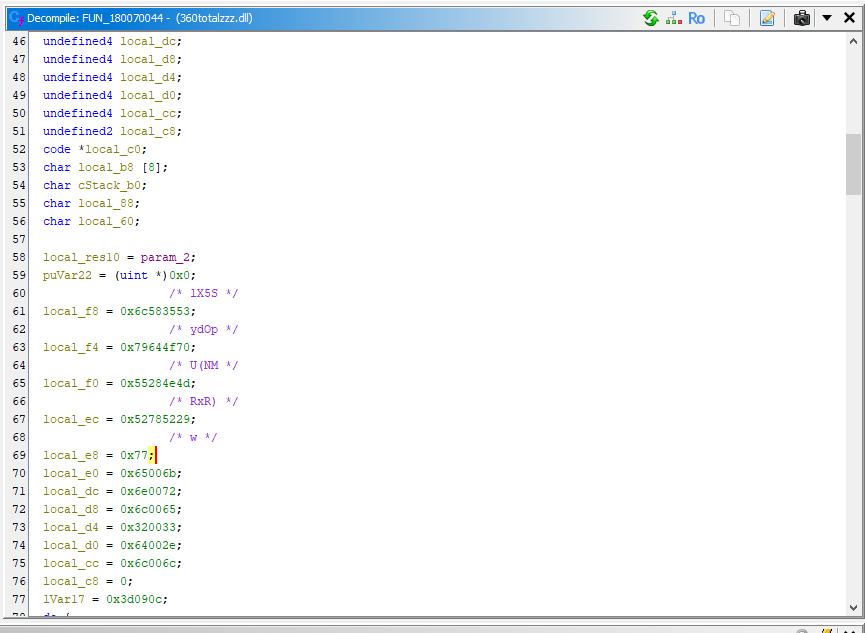 Decompile: FUN_180070044 - (360totalzzz.dll)
Ro
46 undefined4 local_dc;
47 undefined4 local_d8;
48 undefined4 local_d4;
49 undefined4 local_d0;
50 undefined4 local_cc;
51 undefined2 local_c8;
52 code *local_c0;
53 char local_b8 [8];
54 char cStack_b0;
55 char local_88;
56 char local_60;
57
58 local_res10 = param_2;
59 puVar22 = (uint *)0x0;
60 /* lX5S */
61 local_f8 = 0x6c583553;
62 /* ydOp */
63 local_f4 = 0x79644f70;
64 /* U(NM */
65 local_f0 = 0x55284e4d;
66 /* RxR) */
67 local_ec = 0x52785229;
68 /* w */
69 local_e8 = 0x77;
70 local_e0 = 0x65006b;
71 local_dc = 0x6e0072;
72 local_d8 = 0x6c0065;
73 local_d4 = 0x320033;
74 local_d0 = 0x64002e;
75 local_cc = 0x6c006c;
76 local_c8 = 0;
77 lVar17 = 0x3d090c;